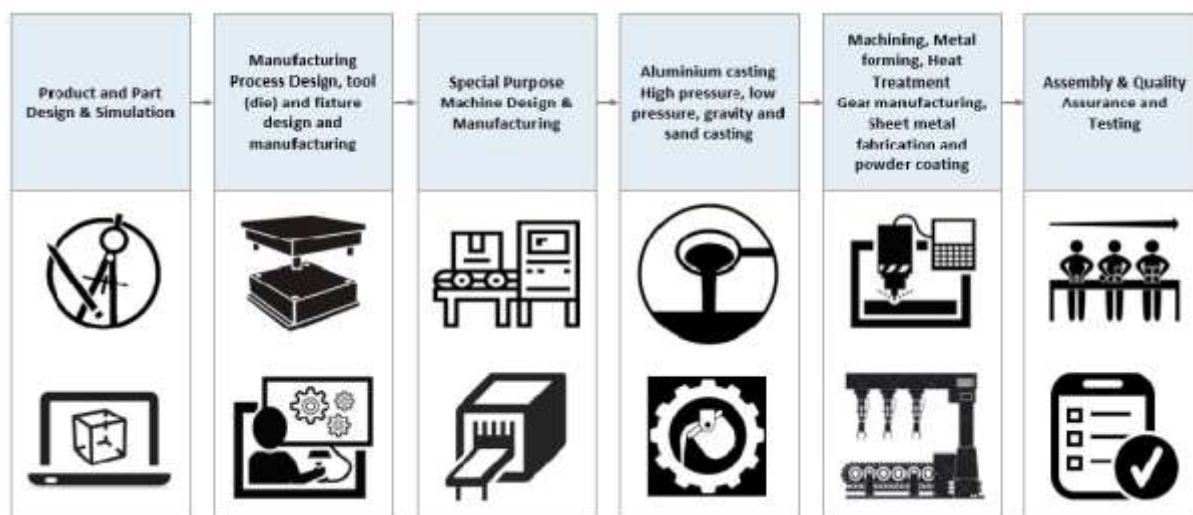 Product and Part
Design & Simulation
Manufacturing
Process Design, tool
(die) and fixture
design and
manufacturing
Special Purpose
Machine Design &
Manufacturing
Aluminium casting
High pressure, low
pressure, gravity and
sand casting
Machining, Metal
forming, Heat
Treatment
Gear manufacturing,
Sheet metal
fabrication and
powder coating
Assembly & Quality
Assurance and
Testing